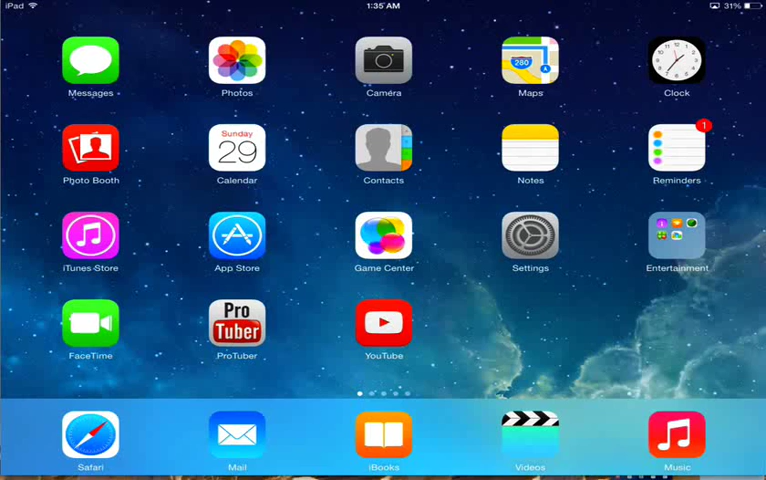 iPad 1:35 AM 31%
Messages Photos Camera Maps Clock
280
Sunday
29
1
Photo Booth Calendar Contacts Notes Reminders
iTunes Store App Store Game Center Settings Entertainment
Pro
Tuber
FaceTime ProTuber YouTube
Safari Mail iBooks Videos Music